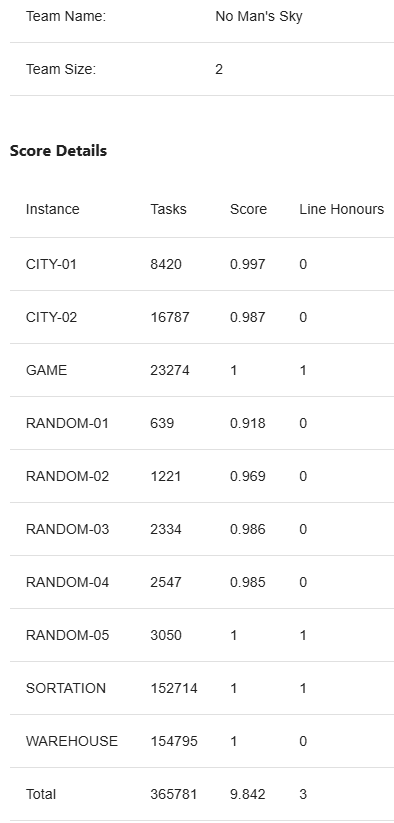 Team Name: No Man's Sky
Team Size: 2
Score Details
Instance Tasks Score Line Honours
CITY-01 8420 0.997 0
CITY-02 16787 0.987 0
GAME 23274 1 1
RANDOM-01 639 0.918 0
RANDOM-02 1221 0.969 0
RANDOM-03 2334 0.986 0
RANDOM-04 2547 0.985 0
RANDOM-05 3050 1 1
SORTATION 152714 1 1
WAREHOUSE 154795 1 0
Total 365781 9.842 3